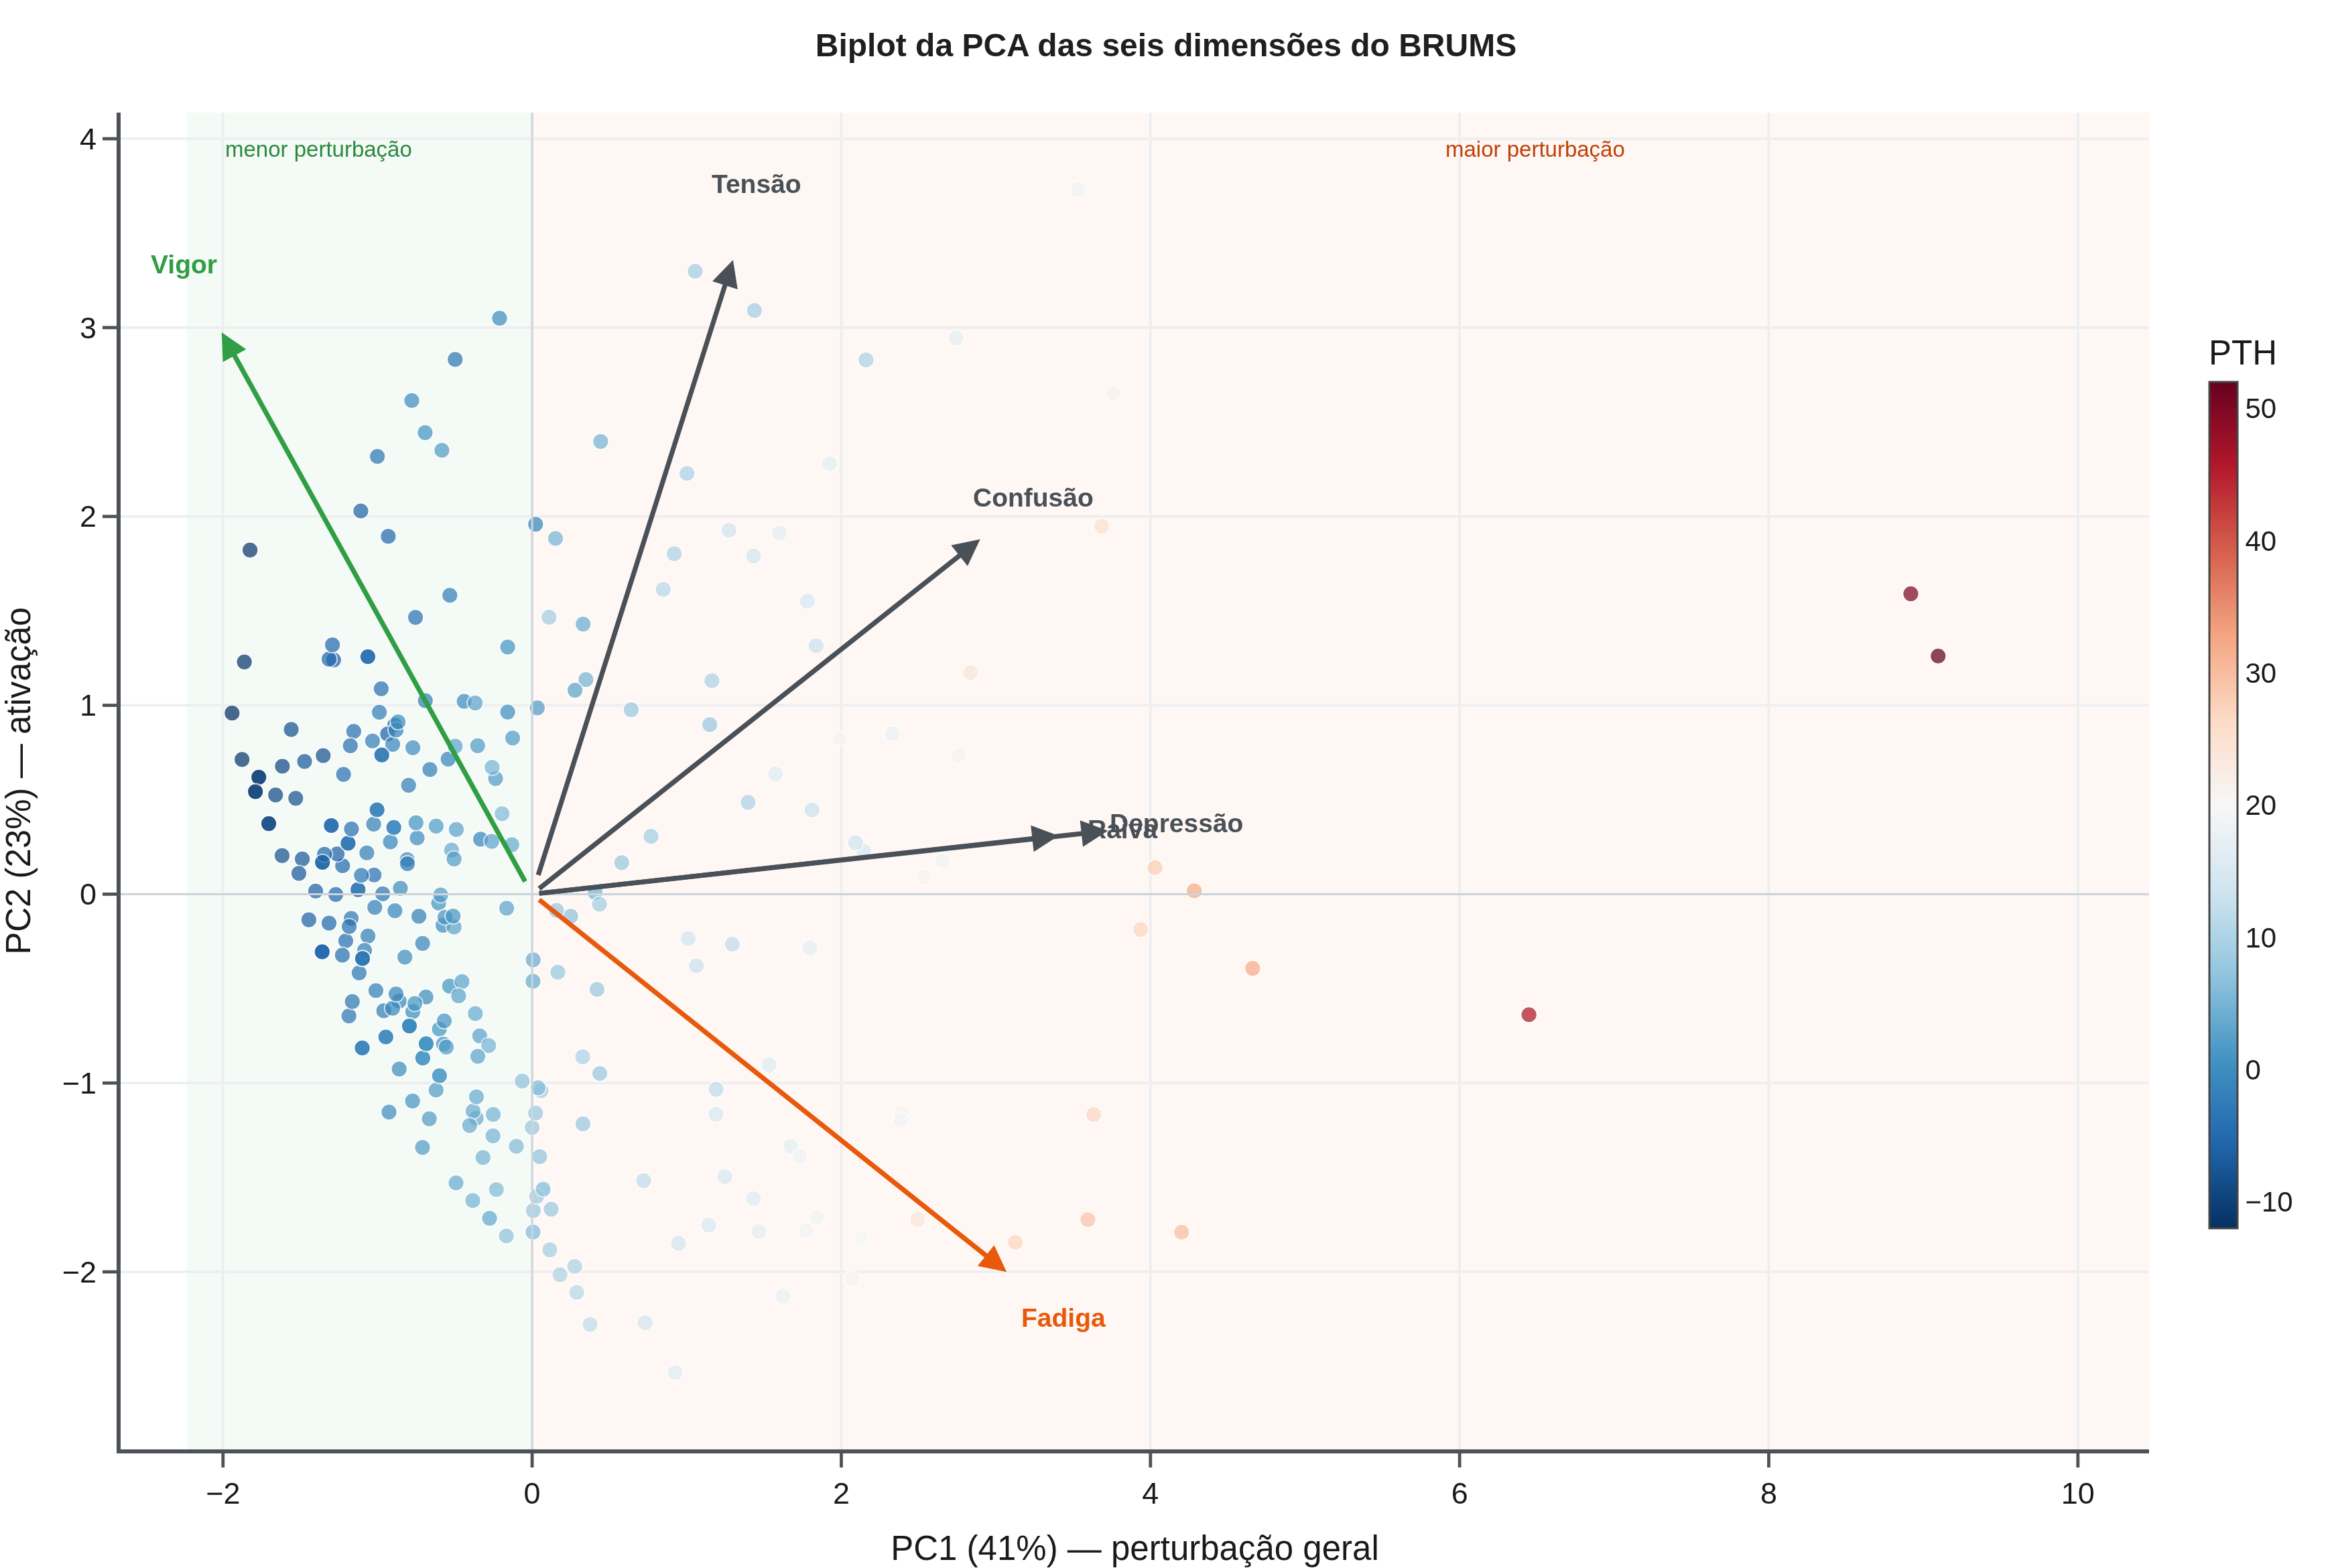 Biplot da PCA das seis dimensões do BRUMS
menor perturbação
maior perturbação
Tensão
Vigor
Confusão
Raiva
Depressão
Fadiga
4
3
2
1
0
−1
−2
PC2 (23%) — ativação
−2
0
2
4
6
8
10
PC1 (41%) — perturbação geral
PTH
50
40
30
20
10
0
−10